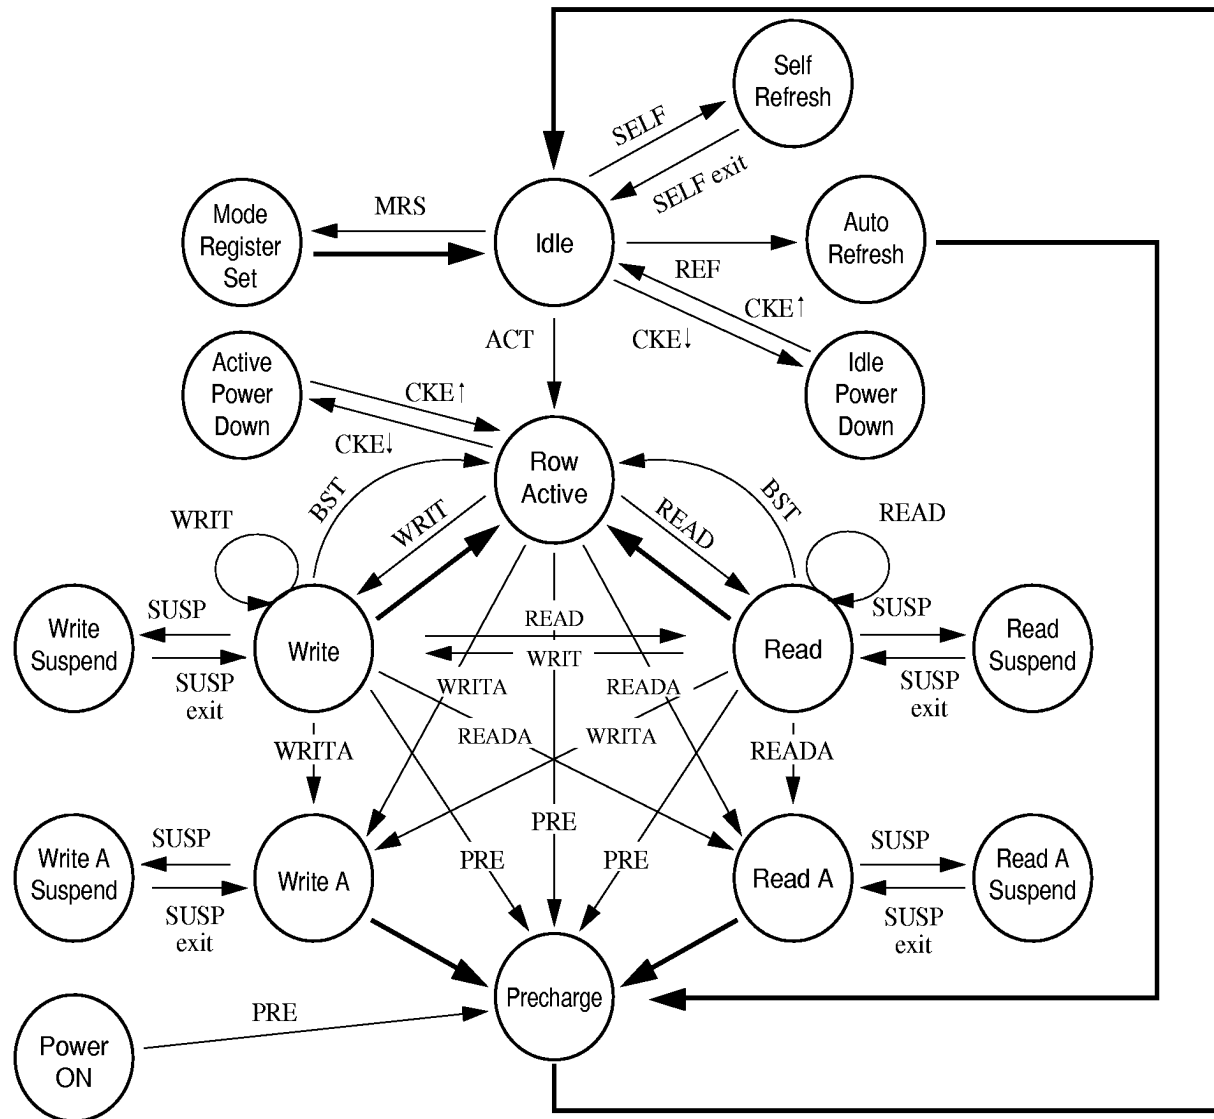 Self
Refresh
SELF
SELF exit
Mode
Register
Set
MRS
Idle
Auto
Refresh
REF
CKE↑
CKE↓
ACT
Idle
Power
Down
Active
Power
Down
CKE↑
CKE↓
Row
Active
BST
WRIT
READ
BST
WRIT
READ
Write
Suspend
SUSP
SUSP
exit
Write
READ
WRIT
Read
SUSP
SUSP
exit
Read
Suspend
WRITA
READA
WRITA
READA
WRITA
READA
Write A
Suspend
SUSP
SUSP
exit
Write A
PRE
PRE
PRE
Read A
SUSP
SUSP
exit
Read A
Suspend
Precharge
PRE
Power
ON